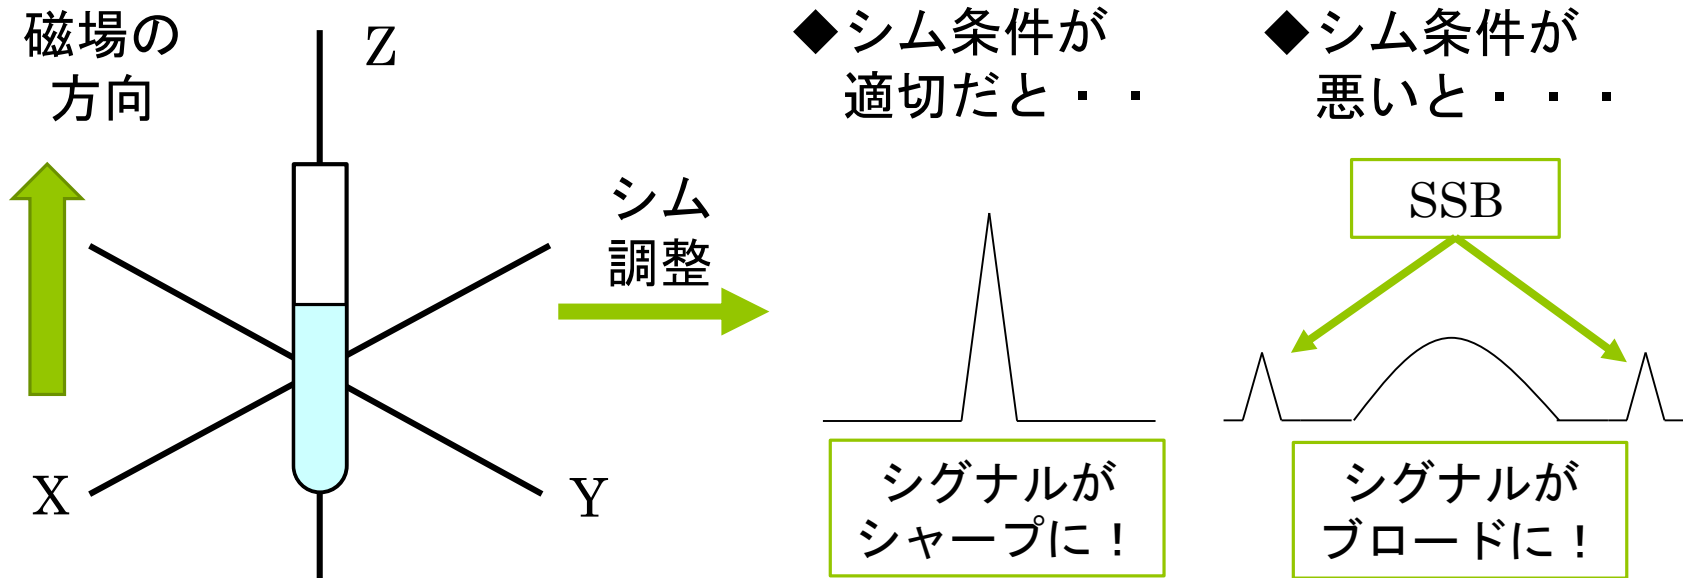 磁場の
方向
Z
X
Y
シム
調整
◆シム条件が
適切だと・・
シグナルが
シャープに！
◆シム条件が
悪いと・・・
SSB
シグナルが
ブロードに！